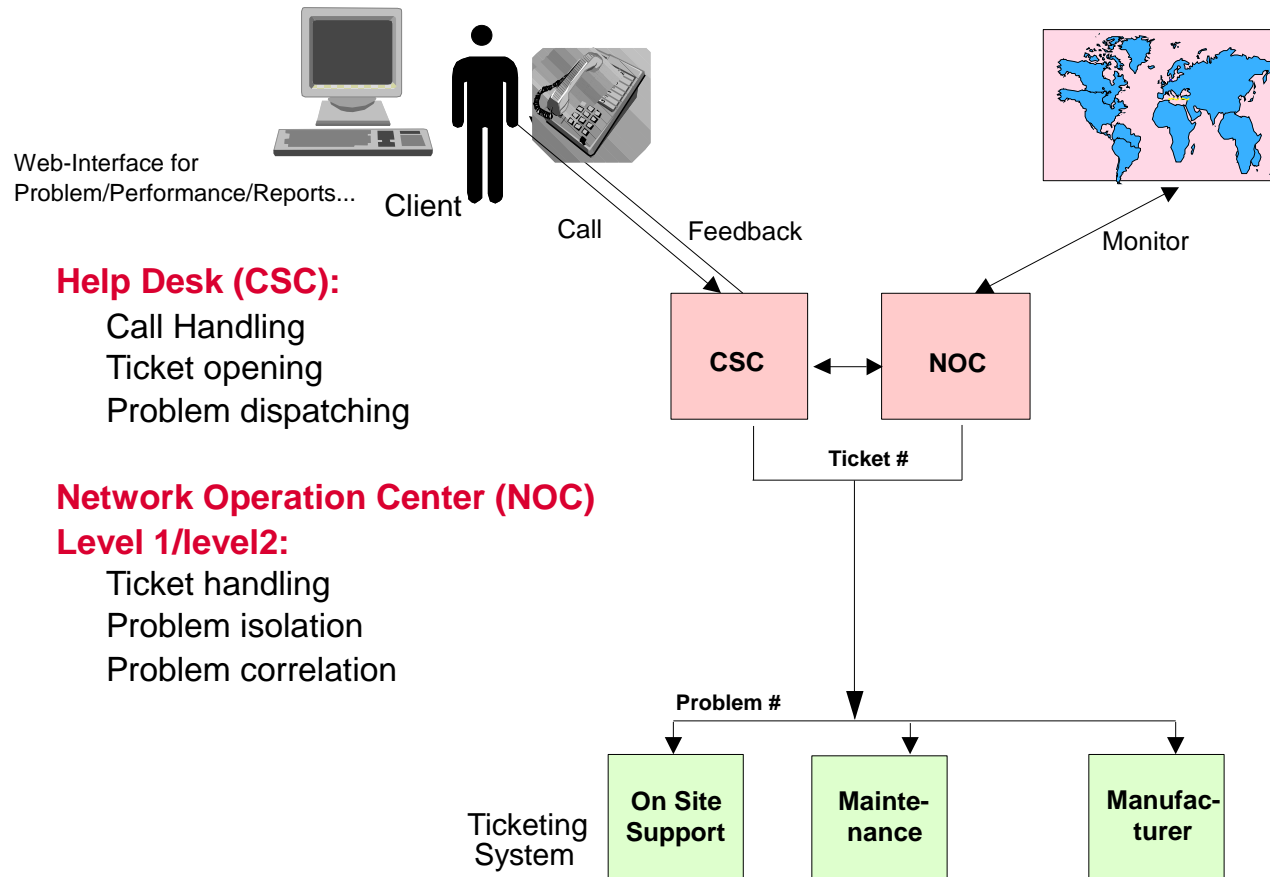 Web-Interface for
Problem/Performance/Reports...
Client
Call
Feedback
Monitor
Help Desk (CSC):
Call Handling
Ticket opening
Problem dispatching
CSC
NOC
Ticket #
Network Operation Center (NOC)
Level 1/level2:
Ticket handling
Problem isolation
Problem correlation
Problem #
On Site
Support
Mainte-
nance
Manufac-
turer
Ticketing
System